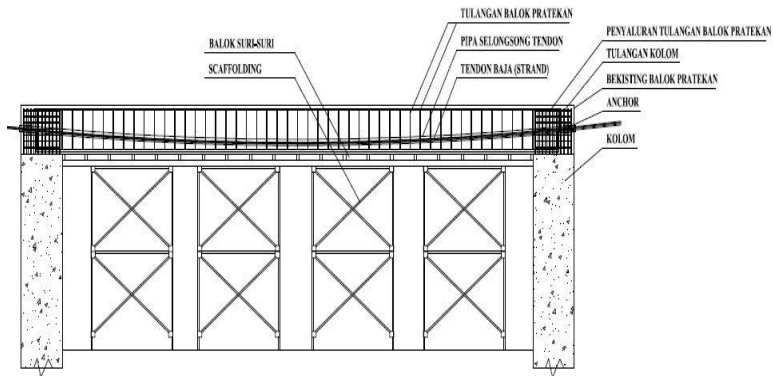 TULANGAN BALOK PRATEKAN
PIPA SELONGSONG TENDON
TENDON BAJA (STRAND)
BALOK SURI-SURI
SCAFFOLDING
PENYALURAN TULANGAN BALOK PRATEKAN
TULANGAN KOLOM
BEKISTING BALOK PRATEKAN
ANCHOR
KOLOM